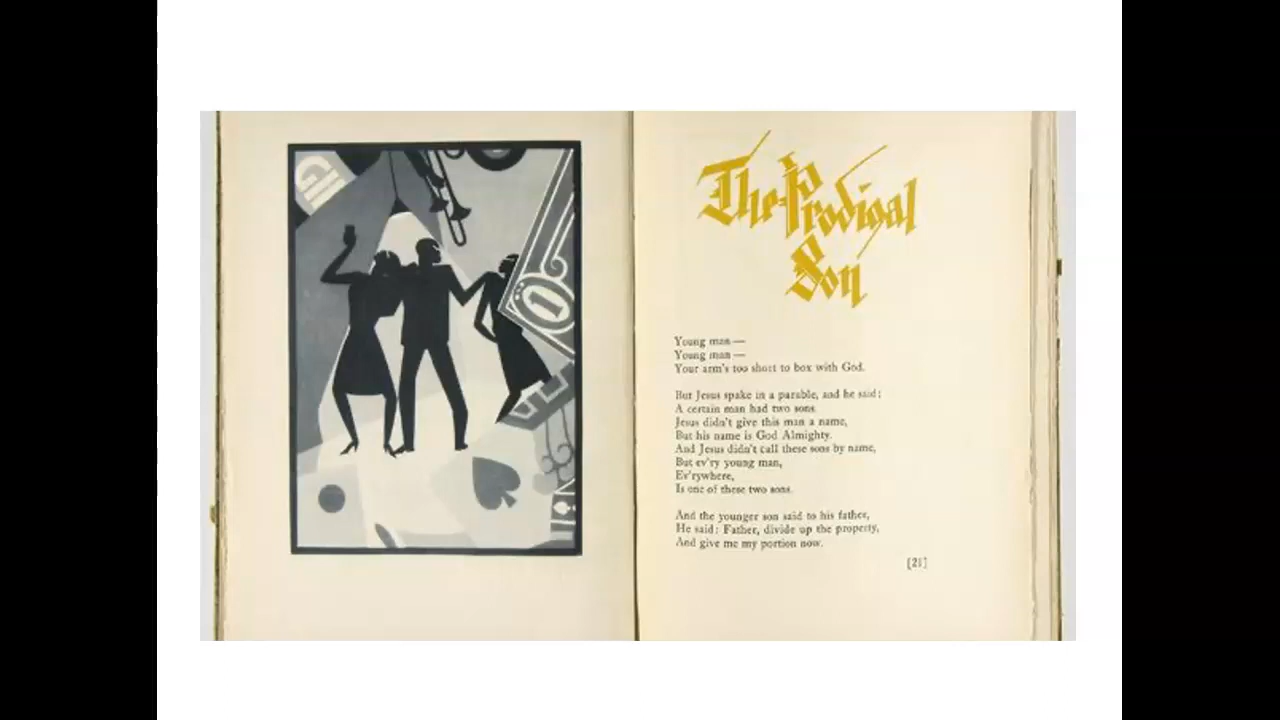 GIN
1
The Prodigal
Son
Young man—
Young man—
Your arm's too short to box with God.
But Jesus spake in a parable, and he said:
A certain man had two sons.
Jesus didn't give this man a name,
But his name is God Almighty.
And Jesus didn't call these sons by name,
But ev'ry young man,
Ev'rywhere,
Is one of these two sons.
And the younger son said to his father,
He said: Father, divide up the property,
And give me my portion now.
[21]